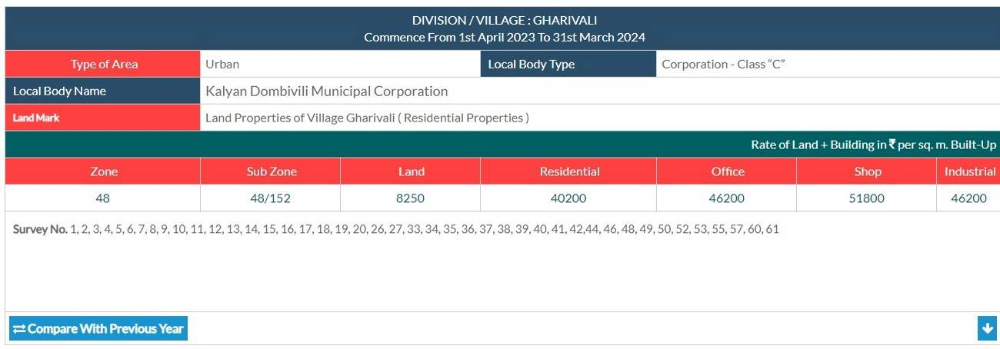 DIVISION / VILLAGE : GHARIVALI
Commence From 1st April 2023 To 31st March 2024
Type of Area Urban Local Body Type Corporation - Class “C”
Local Body Name Kalyan Dombivili Municipal Corporation
Land Mark Land Properties of Village Gharivali ( Residential Properties )
Rate of Land + Building in ₹ per sq. m. Built-Up
Zone Sub Zone Land Residential Office Shop Industrial
48 48/152 8250 40200 46200 51800 46200
Survey No. 1, 2, 3, 4, 5, 6, 7, 8, 9, 10, 11, 12, 13, 14, 15, 16, 17, 18, 19, 20, 26, 27, 33, 34, 35, 36, 37, 38, 39, 40, 41, 42,44, 46, 48, 49, 50, 52, 53, 55, 57, 60, 61
Compare With Previous Year